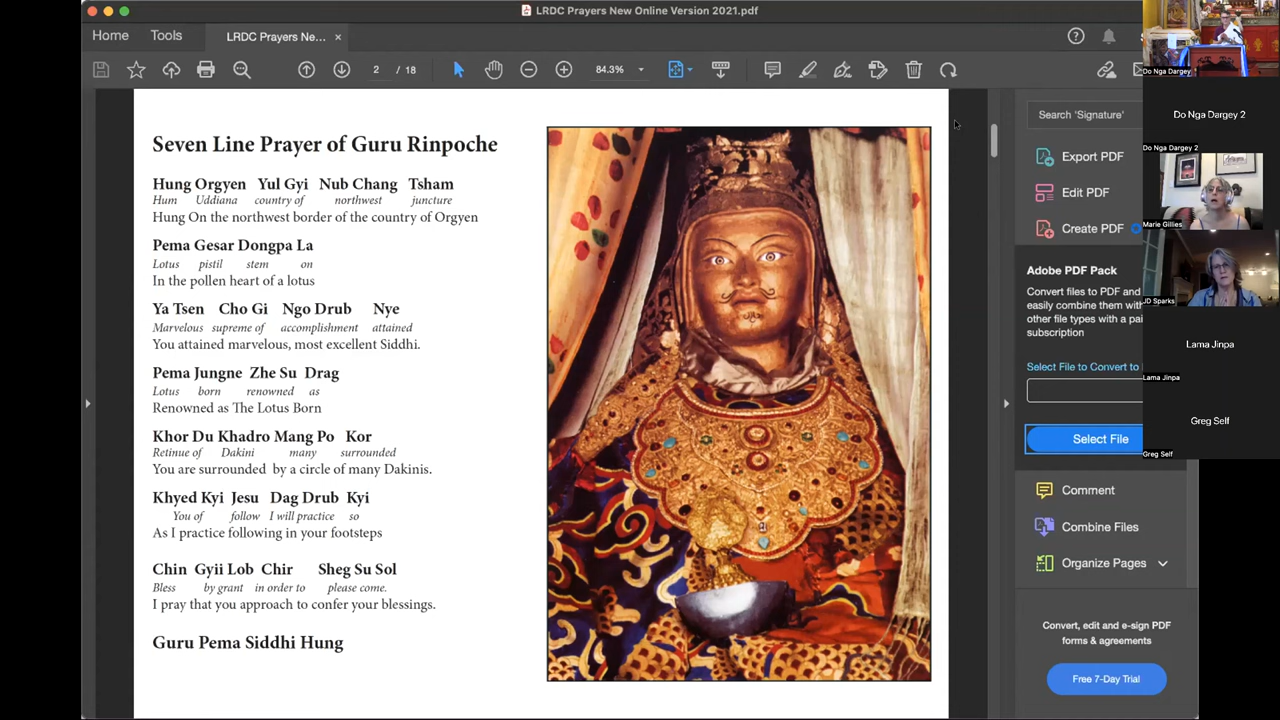 LRDC Prayers New Online Version 2021.pdf
Home
Tools
LRDC Prayers Ne... ×
2 / 18
84.3%
Seven Line Prayer of Guru Rinpoche
Hung Orgyen Yul Gyi Nub Chang Tsham
Hum Uddiana country of northwest juncture
Hung On the northwest border of the country of Orgyen
Pema Gesar Dongpa La
Lotus pistil stem on
In the pollen heart of a lotus
Ya Tsen Cho Gi Ngo Drub Nye
Marvelous supreme of accomplishment attained
You attained marvelous, most excellent Siddhi.
Pema Jungne Zhe Su Drag
Lotus born renowned as
Renowned as The Lotus Born
Khor Du Khadro Mang Po Kor
Retinue of Dakini many surrounded
You are surrounded by a circle of many Dakinis.
Khyed Kyi Jesu Dag Drub Kyi
You of follow I will practice so
As I practice following in your footsteps
Chin Gyii Lob Chir Sheg Su Sol
Bless by grant in order to please come.
I pray that you approach to confer your blessings.
Guru Pema Siddhi Hung
Search 'Signature'
Export PDF
Edit PDF
Create PDF
Adobe PDF Pack
Convert files to PDF and
easily combine them with
other file types with a pai
subscription
Select File to Convert to
Select File
Comment
Combine Files
Organize Pages
Convert, edit and e-sign PDF
forms & agreements
Free 7-Day Trial
Do Nga Dargey
Do Nga Dargey 2
Do Nga Dargey 2
Marie Gillies
JD Sparks
Lama Jinpa
Lama Jinpa
Greg Self
Greg Self